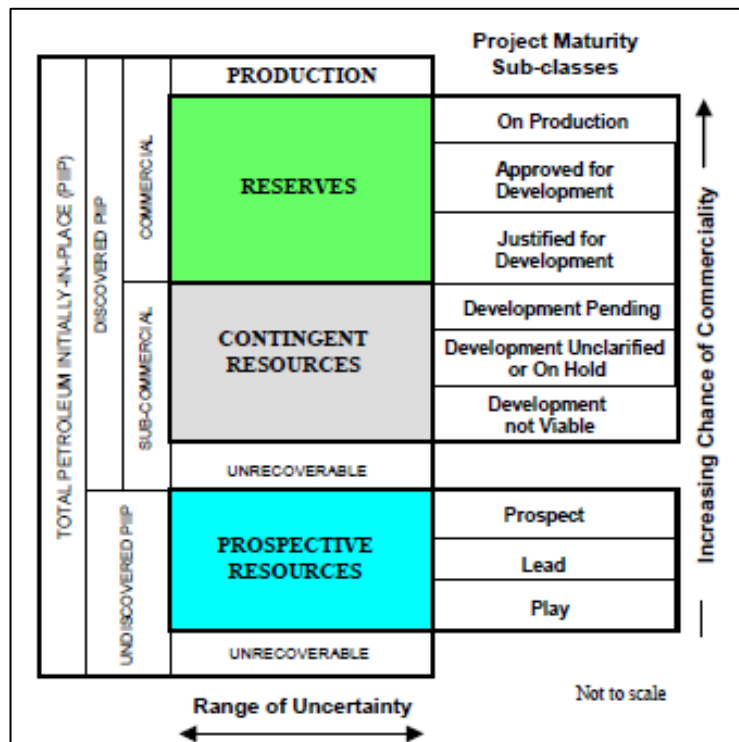 Project Maturity
Sub-classes
PRODUCTION
On Production
RESERVES
Approved for
Development
Justified for
Development
CONTINGENT
RESOURCES
Development Pending
Development Unclarified
or On Hold
Development
not Viable
UNRECOVERABLE
PROSPECTIVE
RESOURCES
Prospect
Lead
Play
UNRECOVERABLE
TOTAL PETROLEUM INITIALLY-IN-PLACE (PIIP)
DISCOVERED PIIP
UNDISCOVERED PIIP
COMMERCIAL
SUB-COMMERCIAL
Increasing Chance of Commerciality
Not to scale
Range of Uncertainty